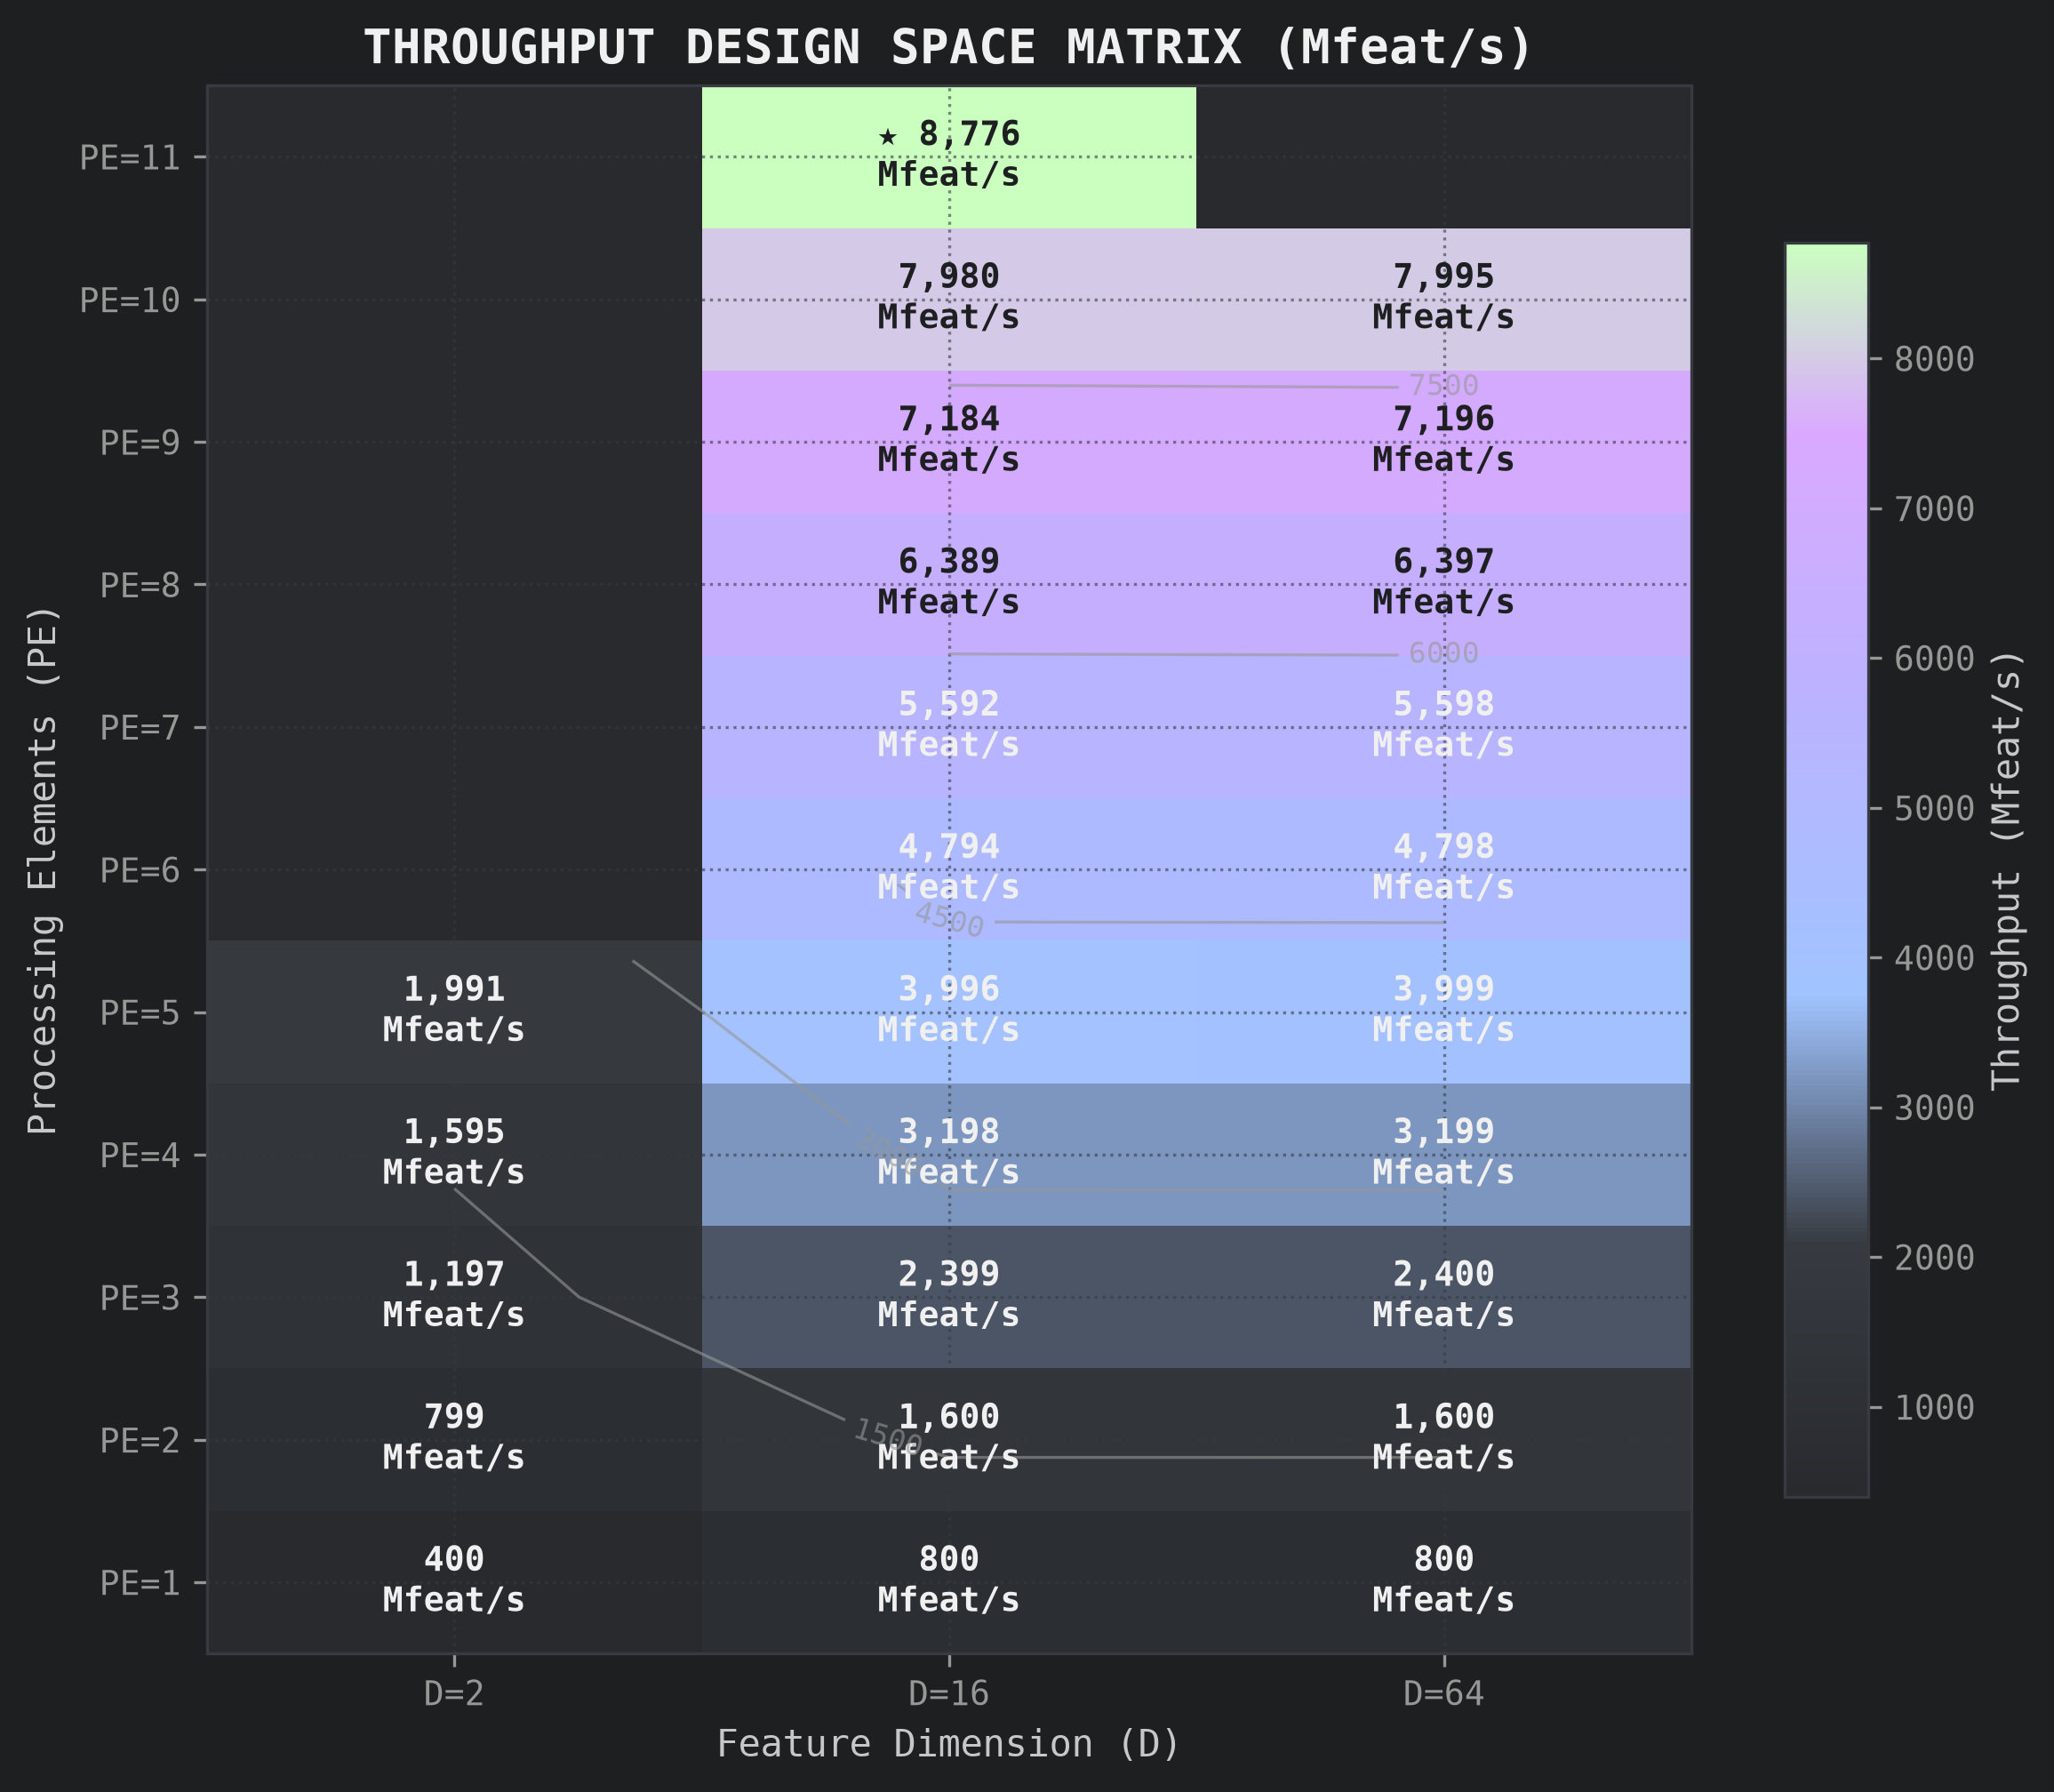 THROUGHPUT DESIGN SPACE MATRIX (Mfeat/s)
Processing Elements (PE)
PE=11
★ 8,776
Mfeat/s
PE=10
7,980
Mfeat/s
7,995
Mfeat/s
7500
PE=9
7,184
Mfeat/s
7,196
Mfeat/s
PE=8
6,389
Mfeat/s
6,397
Mfeat/s
6000
PE=7
5,592
Mfeat/s
5,598
Mfeat/s
PE=6
4,794
Mfeat/s
4,798
Mfeat/s
4500
PE=5
1,991
Mfeat/s
3,996
Mfeat/s
3,999
Mfeat/s
PE=4
1,595
Mfeat/s
3,198
Mfeat/s
3,199
Mfeat/s
PE=3
1,197
Mfeat/s
2,399
Mfeat/s
2,400
Mfeat/s
PE=2
799
Mfeat/s
1,600
Mfeat/s
1,600
Mfeat/s
1500
PE=1
400
Mfeat/s
800
Mfeat/s
800
Mfeat/s
D=2
D=16
D=64
Feature Dimension (D)
8000
7000
6000
5000
4000
3000
2000
1000
Throughput (Mfeat/s)